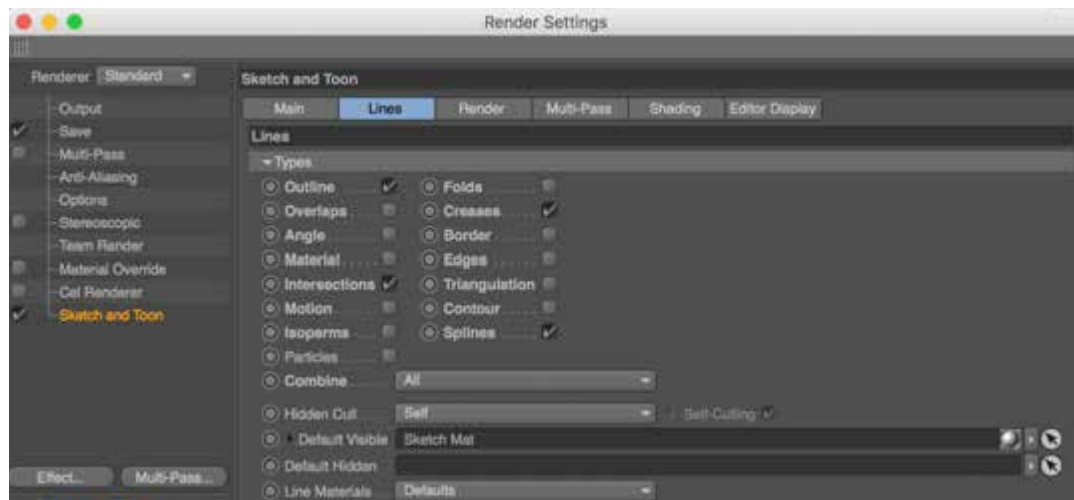 Render Settings
Renderer Standard
Output
Save
Multi-Pass
Anti-Aliasing
Options
Stereoscopic
Team Render
Material Override
Cel Renderer
Sketch and Toon
Effect...
Multi-Pass...
Sketch and Toon
Main Lines Render Multi-Pass Shading Editor Display
Lines
Types
Outline Folds
Overlaps Creases
Angle Border
Material Edges
Intersections Triangulation
Motion Contour
Isoparms Splines
Particles
Combine All
Hidden Cull Self Self-Culling
Default Visible Sketch Mat
Default Hidden
Line Materials Defaults